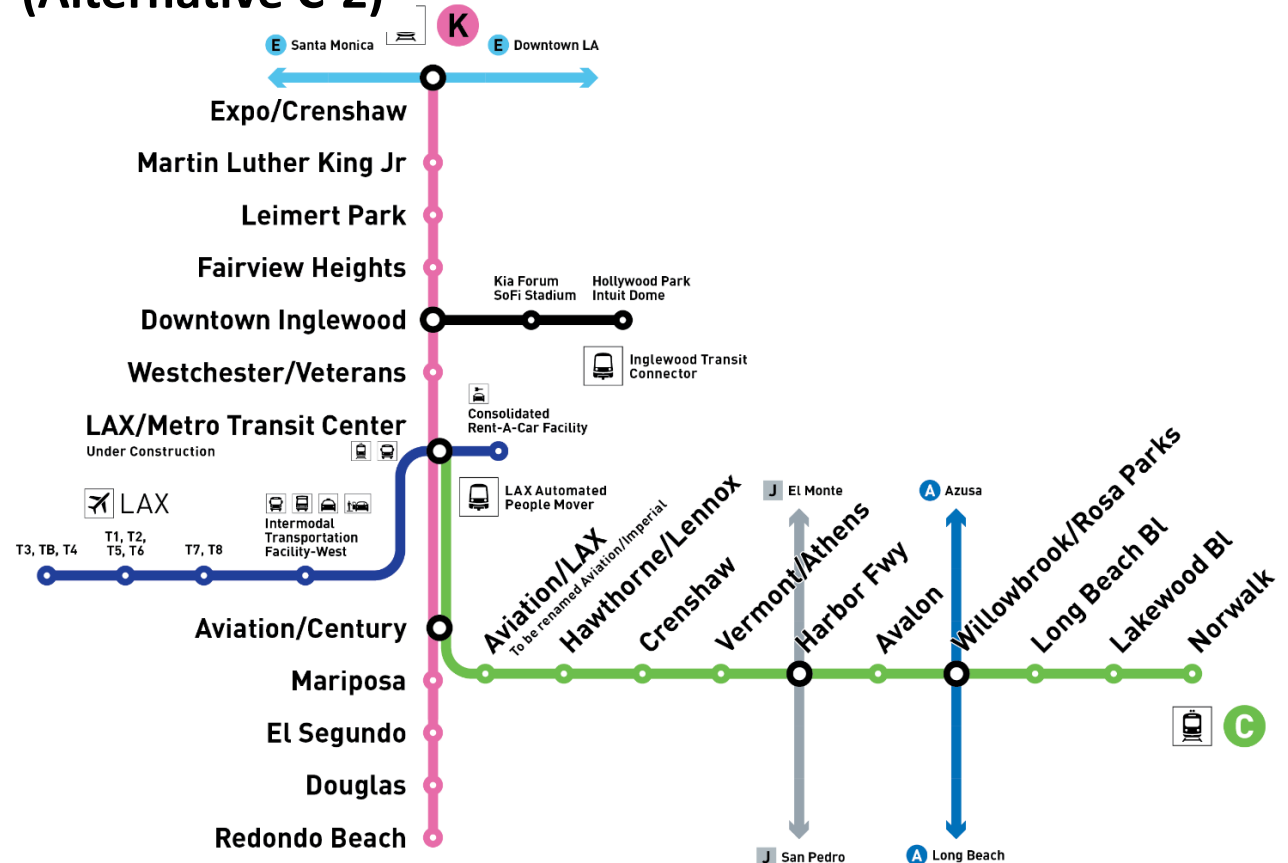 (Alternative C-2)
K
E Santa Monica
E Downtown LA
Expo/Crenshaw
Martin Luther King Jr
Leimert Park
Fairview Heights
Kia Forum
SoFi Stadium
Hollywood Park
Intuit Dome
Downtown Inglewood
Inglewood Transit
Connector
Westchester/Veterans
Consolidated
Rent-A-Car Facility
LAX/Metro Transit Center
Under Construction
LAX Automated
People Mover
LAX
Intermodal
Transportation
Facility-West
T3, TB, T4
T1, T2,
T5, T6
T7, T8
J El Monte
A Azusa
Aviation/Century
Aviation/LAX
To be renamed Aviation/Imperial
Hawthorne/Lennox
Crenshaw
Vermont/Athens
Harbor Fwy
Avalon
Willowbrook/Rosa Parks
Long Beach Bl
Lakewood Bl
Norwalk
Mariposa
El Segundo
C
Douglas
Redondo Beach
J San Pedro
A Long Beach